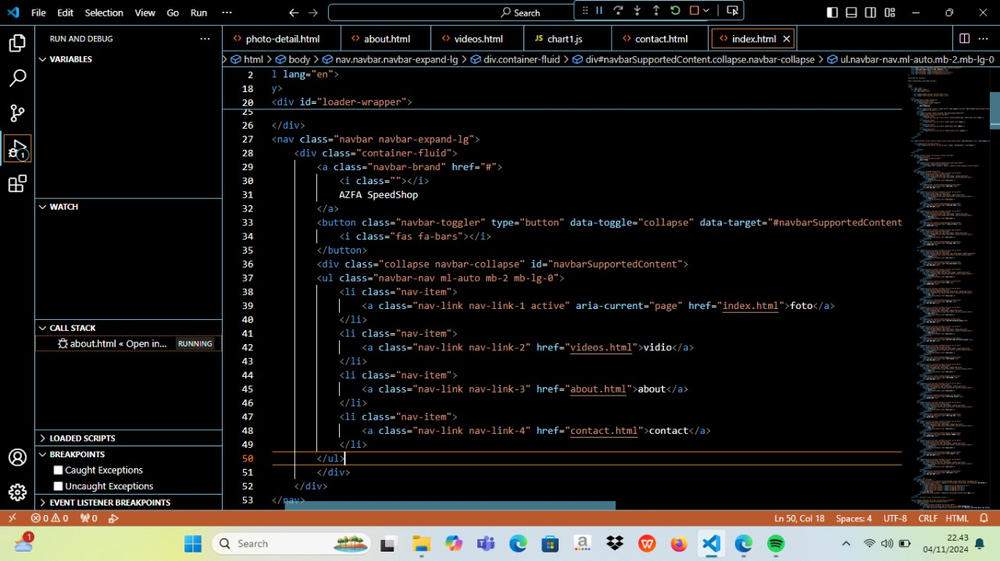 File Edit Selection View Go Run ··· Search
RUN AND DEBUG ···
photo-detail.html about.html videos.html JS chart1.js contact.html index.html
html > body > nav.navbar.navbar-expand-lg > div.container-fluid > div#navbarSupportedContent.collapse.navbar-collapse > ul.navbar-nav.ml-auto.mb-2.mb-lg-0
VARIABLES
WATCH
CALL STACK
about.html « Open in... RUNNING
LOADED SCRIPTS
BREAKPOINTS
Caught Exceptions
Uncaught Exceptions
EVENT LISTENER BREAKPOINTS
2 l lang="en">
18 y>
20 <div id="loader-wrapper">
25
26 </div>
27 <nav class="navbar navbar-expand-lg">
28 <div class="container-fluid">
29 <a class="navbar-brand" href="#">
30 <i class=""></i>
31 AZFA SThoop
32 </a>
33 <button class="navbar-toggler" type="button" data-toggle="collapse" data-target="#navbarSupportedContent
34 <i class="fas fa-bars"></i>
35 </button>
36 <div class="collapse navbar-collapse" id="navbarSupportedContent">
37 <ul class="navbar-nav ml-auto mb-2 mb-lg-0">
38 <li class="nav-item">
39 <a class="nav-link nav-link-1 active" aria-current="page" href="index.html">foto</a>
40 </li>
41 <li class="nav-item">
42 <a class="nav-link nav-link-2" href="videos.html">vidio</a>
43 </li>
44 <li class="nav-item">
45 <a class="nav-link nav-link-3" href="about.html">about</a>
46 </li>
47 <li class="nav-item">
48 <a class="nav-link nav-link-4" href="contact.html">contact</a>
49 </li>
50 </ul>
51 </div>
52 </div>
53 </nav>
0 0 0 Ln 50, Col 18 Spaces: 4 UTF-8 CRLF HTML
1 Search 22.43
04/11/2024